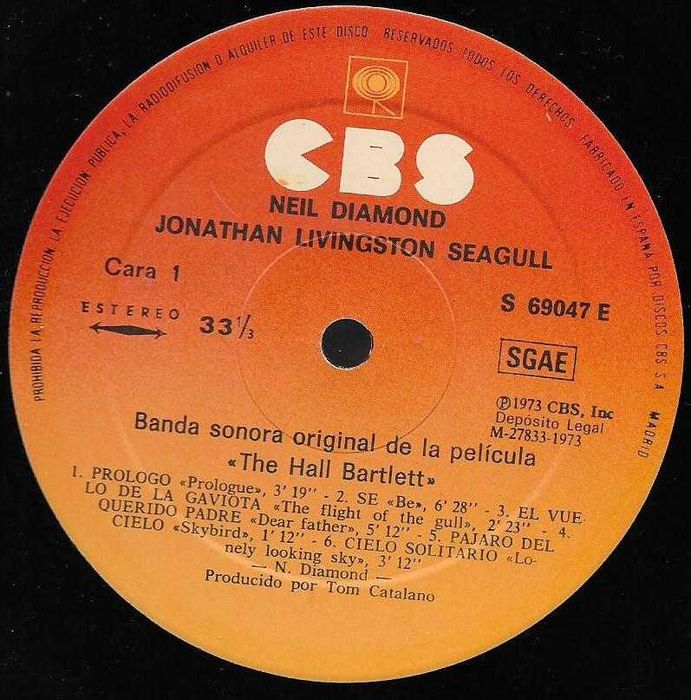 PROHIBIDA LA REPRODUCCION, LA EJECUCION PUBLICA, LA RADIODIFUSION O ALQUILER DE ESTE DISCO. RESERVADOS TODOS LOS DERECHOS. FABRICADO EN ESPAÑA POR DISCOS CBS S A MADRID
CBS
NEIL DIAMOND
JONATHAN LIVINGSTON SEAGULL
Cara 1
S 69047 E
ESTEREO
33 1/3
SGAE
℗1973 CBS, Inc
Depósito Legal
M-27833-1973
Banda sonora original de la película
«The Hall Bartlett»
1. PROLOGO «Prologue», 3' 19'' - 2. SE «Be», 6' 28'' - 3. EL VUE-
LO DE LA GAVIOTA «The flight of the gull», 2' 23'' - 4.
QUERIDO PADRE «Dear father», 5' 12'' - 5. PAJARO DEL
CIELO «Skybird», 1' 12'' - 6. CIELO SOLITARIO «Lo-
nely looking sky», 3' 12''
— N. Diamond —
Producido por Tom Catalano